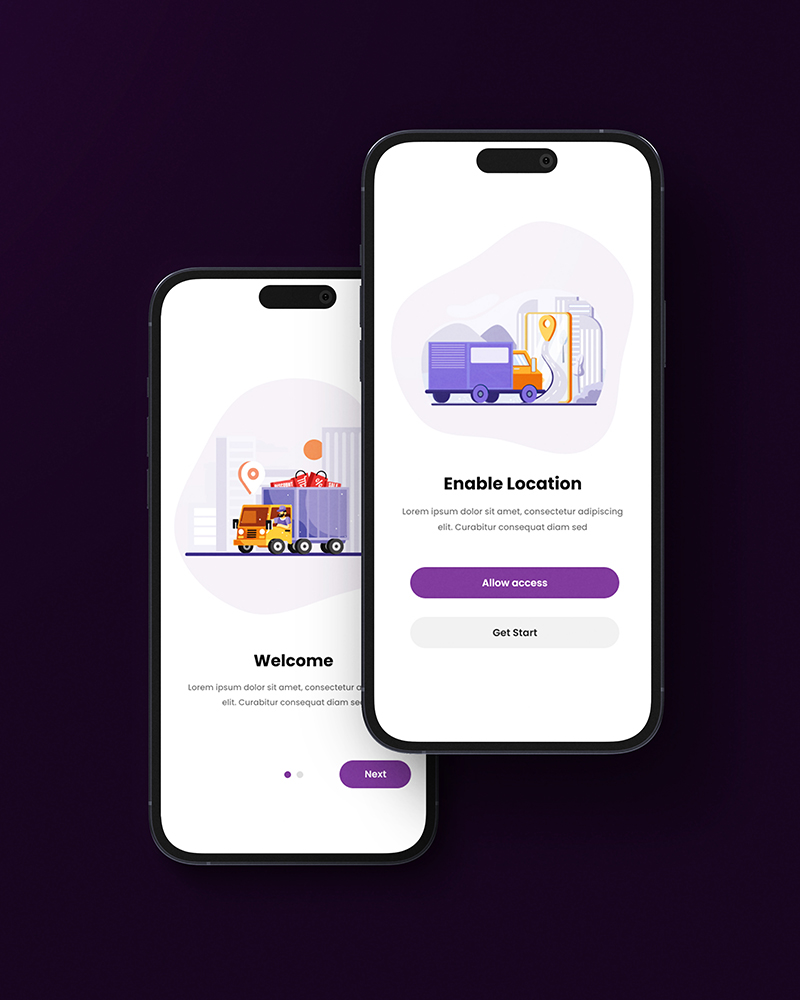 Enable Location
Lorem ipsum dolor sit amet, consectetur adipiscing
elit. Curabitur consequat diam sed
Allow access
Get Start
Welcome
Lorem ipsum dolor sit amet, consectetur
elit. Curabitur consequat diam
Next